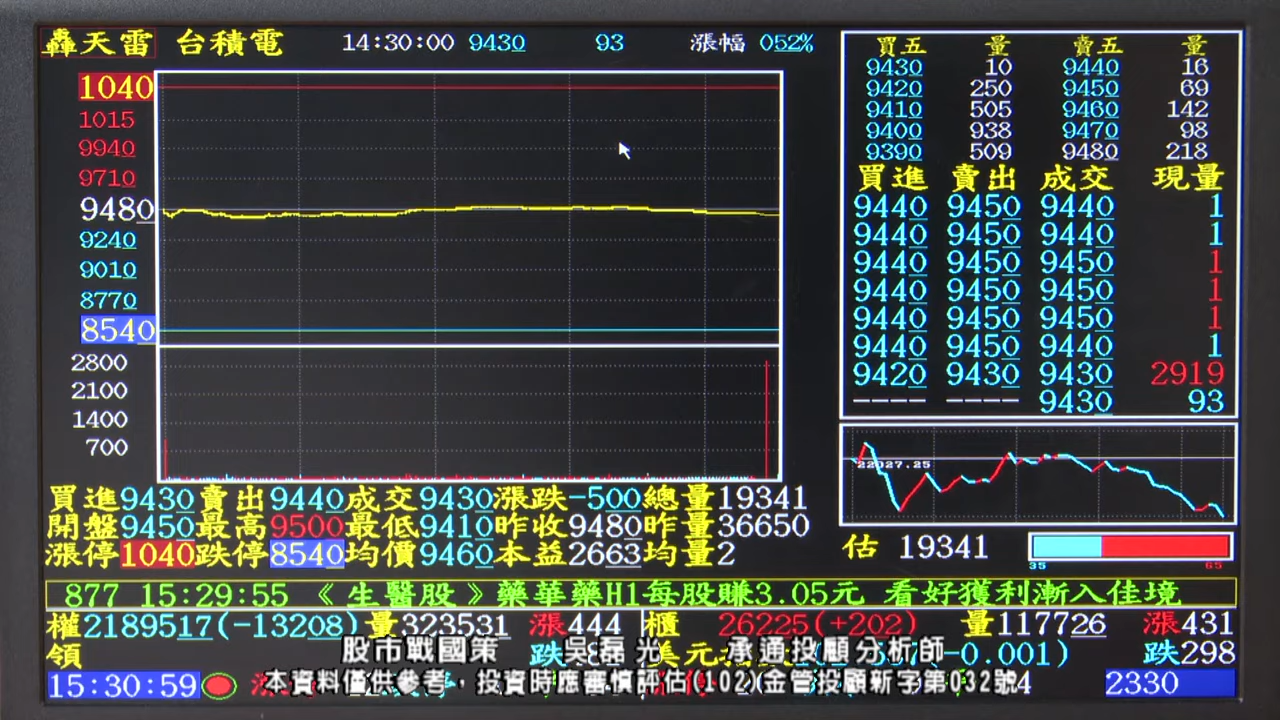 轟天雷 台積電 14:30:00 9430 93 漲幅 052%
1040
1015
9940
9710
9480
9240
9010
8770
8540
2800
2100
1400
700
買五 量 賣五 量
9430 10 9440 16
9420 250 9450 69
9410 505 9460 142
9400 938 9470 98
9390 509 9480 218
買進 賣出 成交 現量
9440 9450 9440 1
9440 9450 9440 1
9440 9450 9450 1
9440 9450 9450 1
9440 9450 9450 1
9440 9450 9440 1
9420 9430 9430 2919
---- ---- 9430 93
22027.25
買進9430賣出9440成交9430漲跌-500總量19341
開盤9450最高9500最低9410昨收9480昨量36650
漲停1040跌停8540均價9460本益2663均量2
估 19341
35 65
877 15:29:55 《生醫股》藥華藥H1每股賺3.05元 看好獲利漸入佳境
權2189517(-13208)量323531 漲444 櫃 26225(+202) 量117726 漲431
領 跌 美元 (-0.001) 跌298
股市戰國策 吳磊光 承通投顧分析師
15:30:59 2330
本資料僅供參考，投資時應審慎評估(102)金管投顧新字第032號